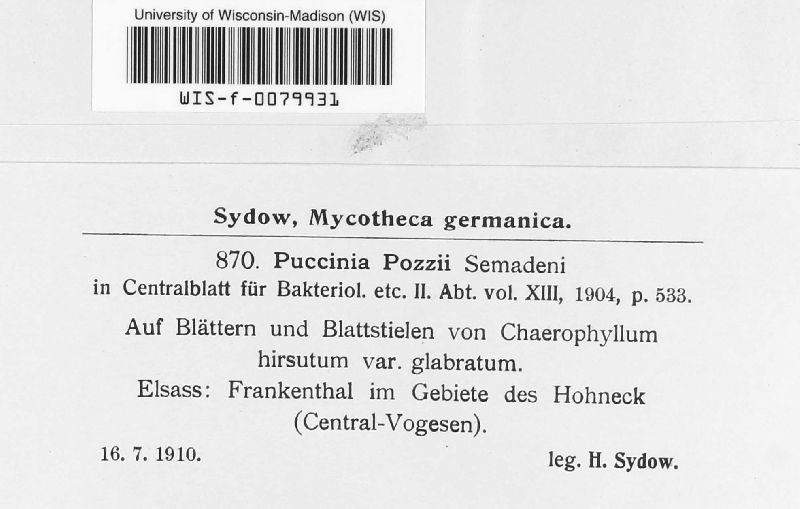 University of Wisconsin-Madison (WIS)
WIS-f-0079931
Sydow, Mycotheca germanica.
870. Puccinia Pozzii Semadeni
in Centralblatt für Bakteriol. etc. II. Abt. vol. XIII, 1904, p. 533.
Auf Blättern und Blattstielen von Chaerophyllum
hirsutum var. glabratum.
Elsass: Frankenthal im Gebiete des Hohneck
(Central-Vogesen).
16. 7. 1910.
leg. H. Sydow.